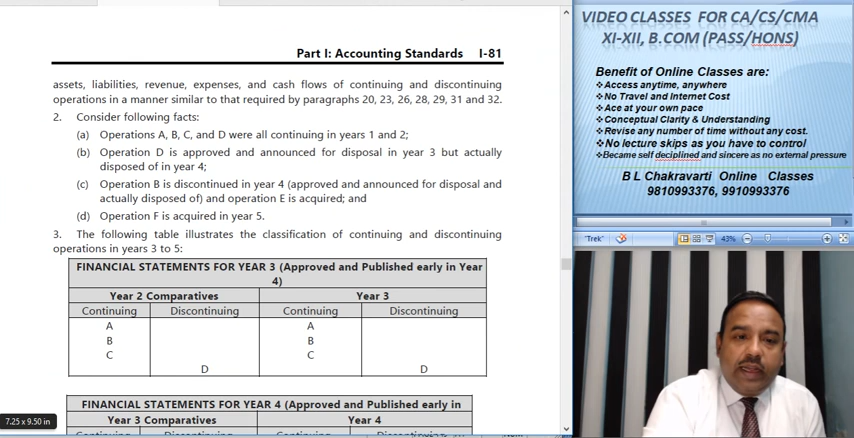 Part I: Accounting Standards I-81
assets, liabilities, revenue, expenses, and cash flows of continuing and discontinuing
operations in a manner similar to that required by paragraphs 20, 23, 26, 28, 29, 31 and 32.
2. Consider following facts:
(a) Operations A, B, C, and D were all continuing in years 1 and 2;
(b) Operation D is approved and announced for disposal in year 3 but actually
disposed of in year 4;
(c) Operation B is discontinued in year 4 (approved and announced for disposal and
actually disposed of) and operation E is acquired; and
(d) Operation F is acquired in year 5.
3. The following table illustrates the classification of continuing and discontinuing
operations in years 3 to 5:
FINANCIAL STATEMENTS FOR YEAR 3 (Approved and Published early in Year
4)
Year 2 Comparatives Year 3
Continuing Discontinuing Continuing Discontinuing
A A
B B
C C
D D
FINANCIAL STATEMENTS FOR YEAR 4 (Approved and Published early in
Year 3 Comparatives Year 4
Continuing Discontinuing Continuing
7.25 x 9.50 in
VIDEO CLASSES FOR CA/CS/CMA
XI-XII, B.COM (PASS/HONS)
Benefit of Online Classes are:
❖Access anytime, anywhere
❖No Travel and Internet Cost
❖Ace at your own pace
❖Conceptual Clarity & Understanding
❖Revise any number of time without any cost.
❖No lecture skips as you have to control
❖Became self deciplined and sincere as no external pressure
B L Chakravarti Online Classes
9810993376, 9910993376
"Trek" 43%